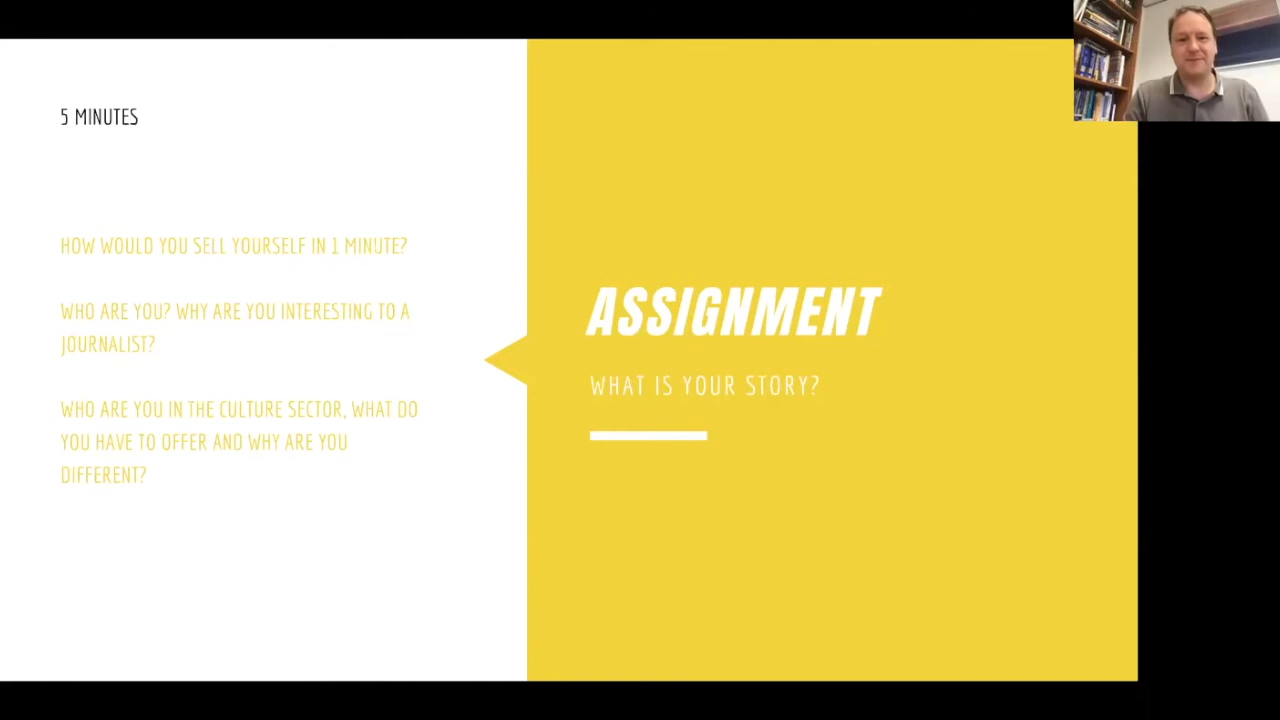 5 MINUTES
HOW WOULD YOU SELL YOURSELF IN 1 MINUTE?
WHO ARE YOU? WHY ARE YOU INTERESTING TO A
JOURNALIST?
WHO ARE YOU IN THE CULTURE SECTOR, WHAT DO
YOU HAVE TO OFFER AND WHY ARE YOU
DIFFERENT?
ASSIGNMENT
WHAT IS YOUR STORY?